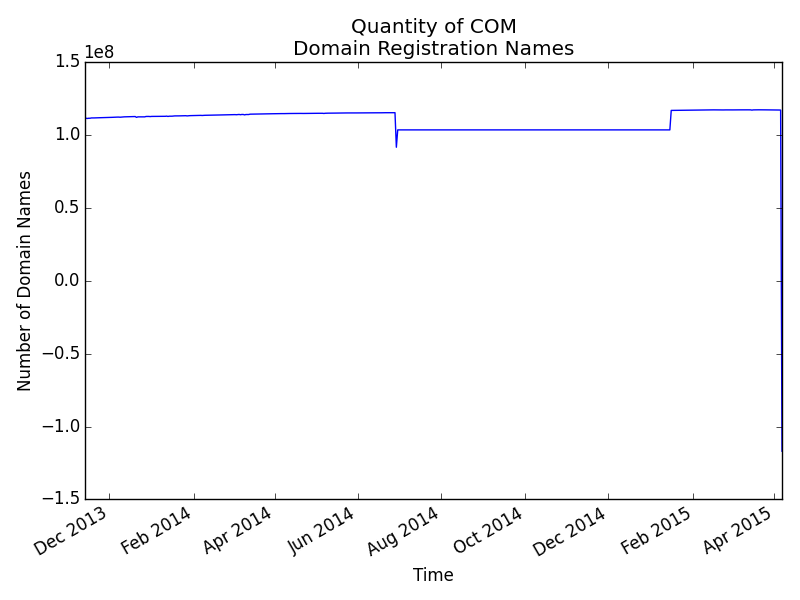 Quantity of COM
Domain Registration Names
1e8
1.5
1.0
0.5
0.0
−0.5
−1.0
−1.5
Number of Domain Names
Dec 2013
Feb 2014
Apr 2014
Jun 2014
Aug 2014
Oct 2014
Dec 2014
Feb 2015
Apr 2015
Time